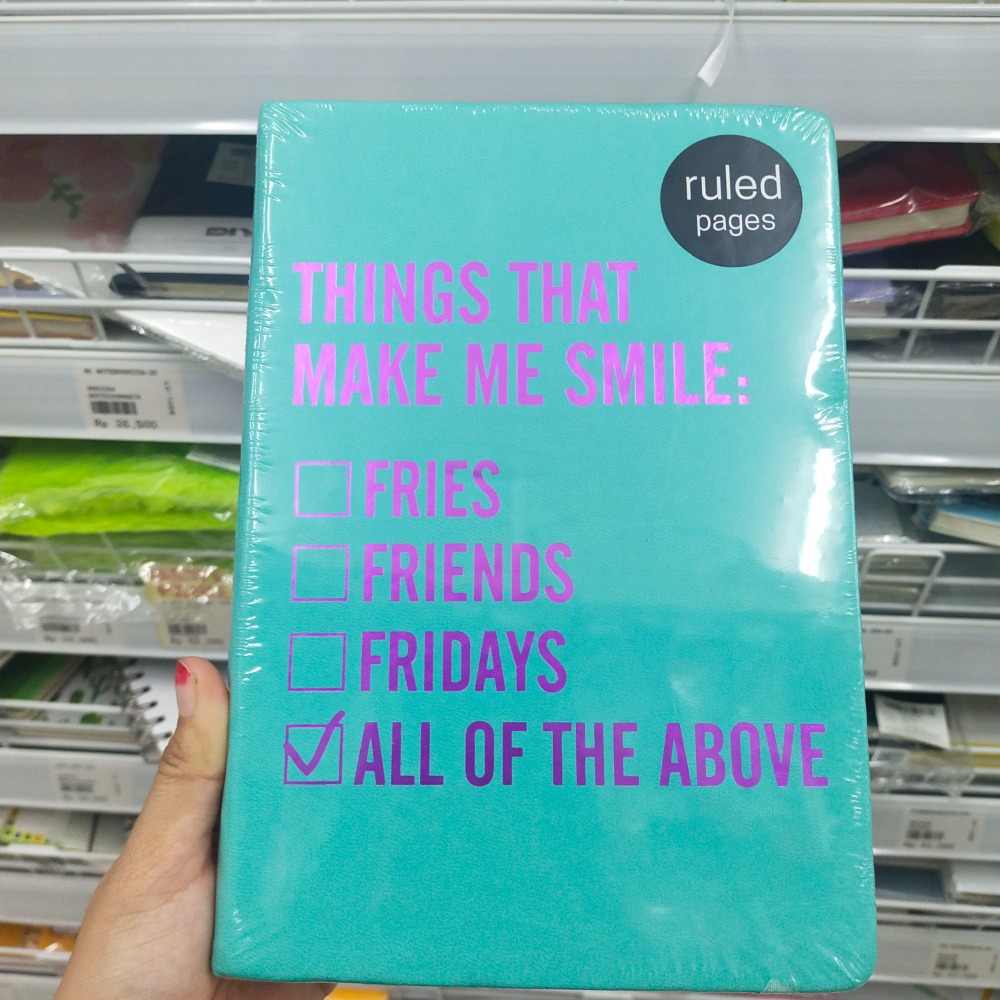 ruled
pages
THINGS THAT
MAKE ME SMILE:
FRIES
FRIENDS
FRIDAYS
ALL OF THE ABOVE